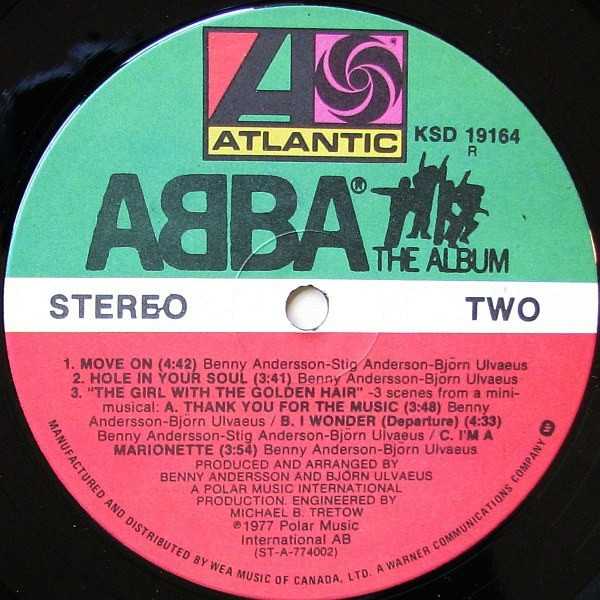 ATLANTIC
KSD 19164
R
ABBA®
THE ALBUM
STEREO TWO
1. MOVE ON (4:42) Benny Andersson-Stig Anderson-Björn Ulvaeus
2. HOLE IN YOUR SOUL (3:41) Benny Andersson-Björn Ulvaeus
3. "THE GIRL WITH THE GOLDEN HAIR" -3 scenes from a mini-
musical: A. THANK YOU FOR THE MUSIC (3:48) Benny
Andersson-Björn Ulvaeus / B. I WONDER (Departure) (4:33)
Benny Andersson-Stig Anderson-Björn Ulvaeus / C. I'M A
MARIONETTE (3:54) Benny Andersson-Björn Ulvaeus
PRODUCED AND ARRANGED BY
BENNY ANDERSSON AND BJÖRN ULVAEUS
A POLAR MUSIC INTERNATIONAL
PRODUCTION. ENGINEERED BY
MICHAEL B. TRETOW
℗1977 Polar Music
International AB
(ST-A-774002)
MANUFACTURED AND DISTRIBUTED BY WEA MUSIC OF CANADA, LTD. A WARNER COMMUNICATIONS COMPANY